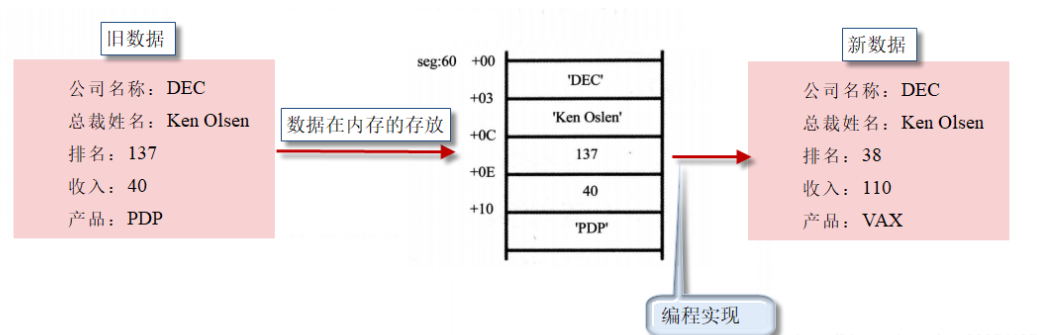 旧数据
公司名称：DEC
总裁姓名：Ken Olsen
排名：137
收入：40
产品：PDP
数据在内存的存放
seg:60 +00
'DEC'
+03
'Ken Oslen'
+0C
137
+0E
40
+10
'PDP'
新数据
公司名称：DEC
总裁姓名：Ken Olsen
排名：38
收入：110
产品：VAX
编程实现